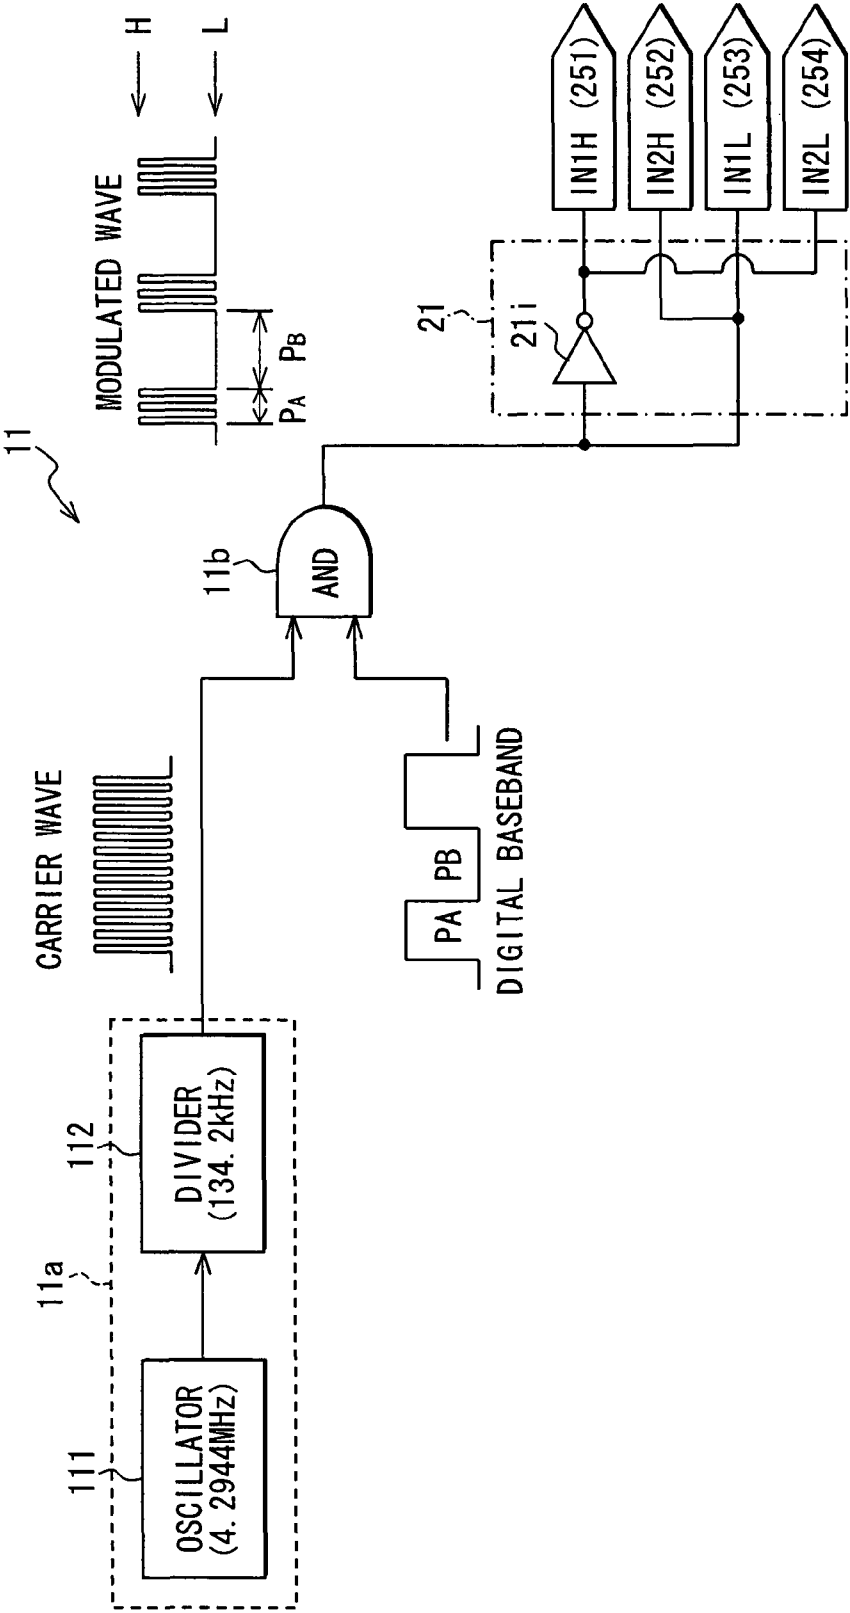 11
11a
111
OSCILLATOR
(4. 2944MHz)
112
DIVIDER
(134. 2kHz)
CARRIER WAVE
PA
PB
DIGITAL BASEBAND
11b
AND
MODULATED WAVE
H
L
PA
PB
21
21i
IN1H (251)
IN2H (252)
IN1L (253)
IN2L (254)